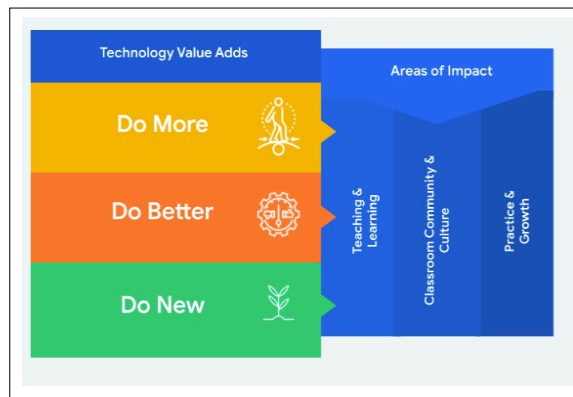 Technology Value Adds
Do More
Do Better
Do New
Areas of Impact
Teaching &
Learning
Classroom Community &
Culture
Practice &
Growth